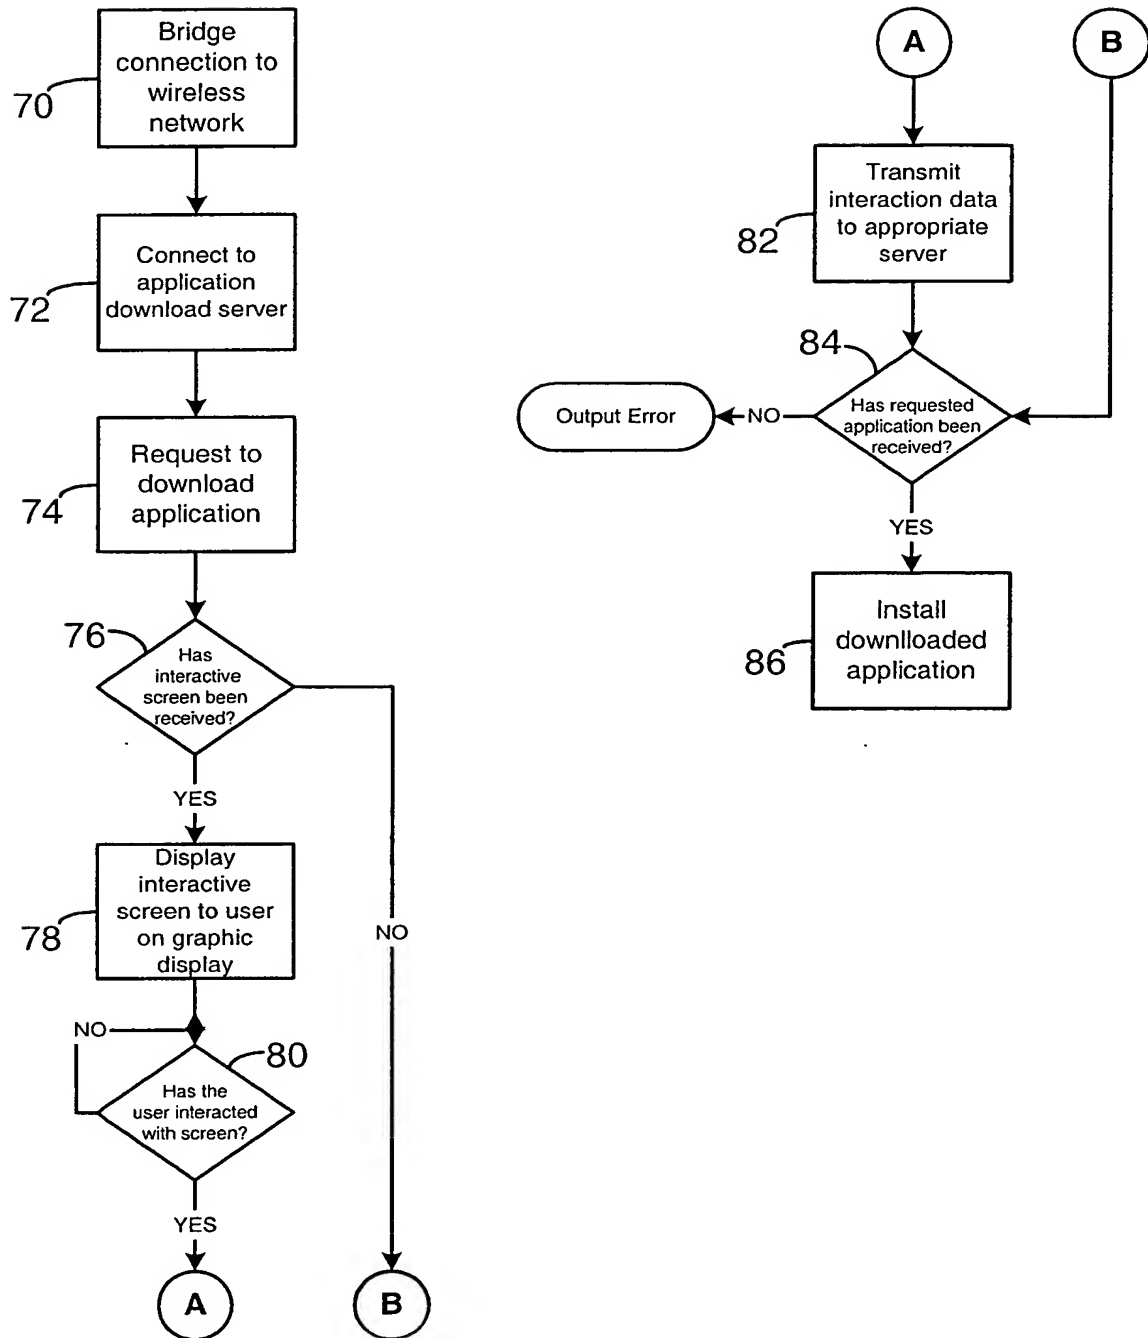 Bridge
connection to
wireless
network
70
Connect to
application
download server
72
Request to
download
application
74
76
Has
interactive
screen been
received?
YES
NO
Display
interactive
screen to user
on graphic
display
78
NO
80
Has the
user interacted
with screen?
YES
A
B
A
B
Transmit
interaction data
to appropriate
server
82
84
Has requested
application been
received?
NO
Output Error
YES
Install
downlloaded
application
86